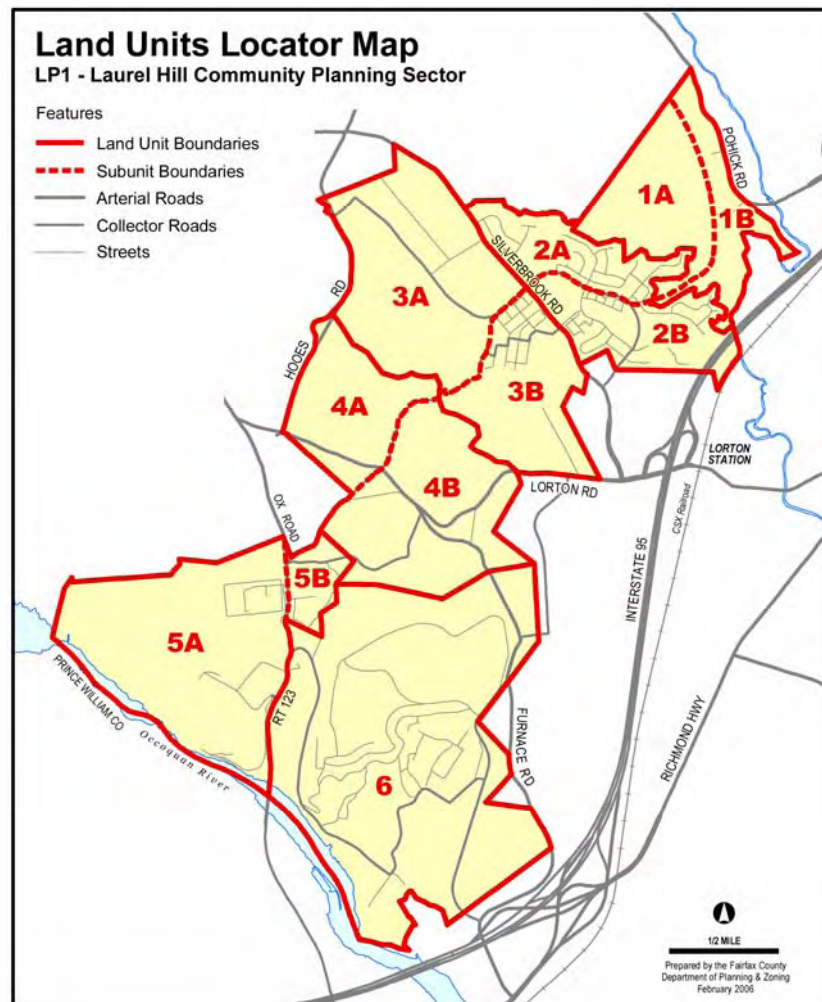 Land Units Locator Map
LP1 - Laurel Hill Community Planning Sector
Features
Land Unit Boundaries
Subunit Boundaries
Arterial Roads
Collector Roads
Streets
POHICK RD
1A
1B
2A
SILVERBROOK RD
3A
HOOES RD
2B
3B
4A
LORTON STATION
4B
LORTON RD
OX ROAD
CSX Railroad
INTERSTATE 95
5B
5A
PRINCE WILLIAM CO
Occoquan River
RT 123
RICHMOND HWY
FURNACE RD
6
1/2 MILE
Prepared by the Fairfax County
Department of Planning & Zoning
February 2006